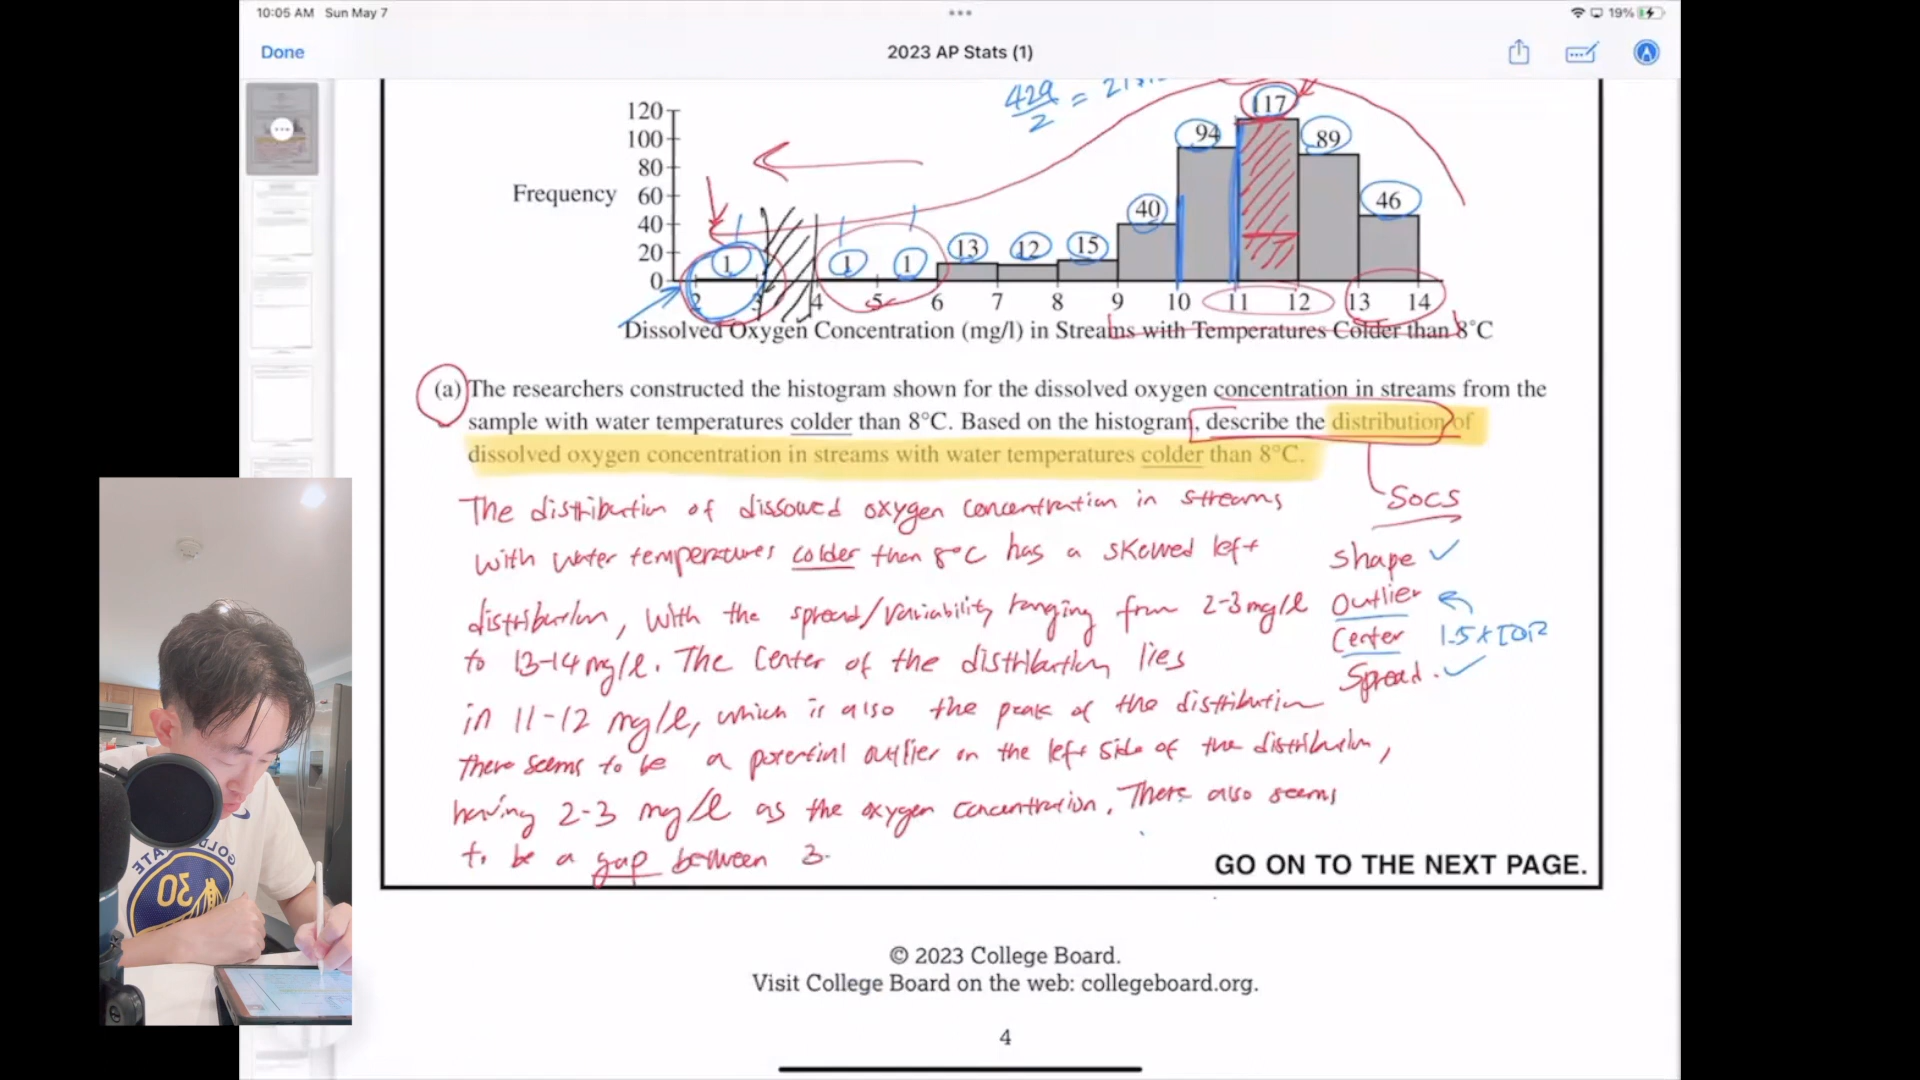 10:05 AM Sun May 7
19%
Done
2023 AP Stats (1)
429/2 =
120
100
80
60
40
20
0
Frequency
1
1
1
13
12
15
40
94
117
89
46
2 3 4 5 6 7 8 9 10 11 12 13 14
Dissolved Oxygen Concentration (mg/l) in Streams with Temperatures Colder than 8°C
(a) The researchers constructed the histogram shown for the dissolved oxygen concentration in streams from the
sample with water temperatures colder than 8°C. Based on the histogram, describe the distribution of
dissolved oxygen concentration in streams with water temperatures colder than 8°C.
The distribution of dissowed oxygen concentration in streams
with water temperatures colder than 8°C has a skewed left
distribution, with the spread/variability ranging from 2-3 mg/l
to 13-14 mg/l. The center of the distribution lies
in 11-12 mg/l, which is also the peak of the distribution
there seems to be a potential outlier on the left side of the distribution,
having 2-3 mg/l as the oxygen concentration. There also seems
to be a gap between 3-
SOCS
Shape ✓
Outlier
Center 1.5 x IQR
Spread. ✓
GO ON TO THE NEXT PAGE.
© 2023 College Board.
Visit College Board on the web: collegeboard.org.
4
30